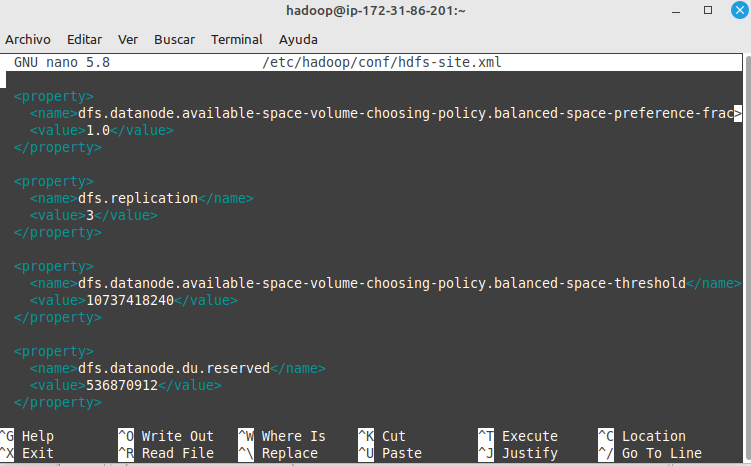 hadoop@ip-172-31-86-201:~
Archivo Editar Ver Buscar Terminal Ayuda
GNU nano 5.8 /etc/hadoop/conf/hdfs-site.xml
<property>
<name>dfs.datanode.available-space-volume-choosing-policy.balanced-space-preference-frac>
<value>1.0</value>
</property>
<property>
<name>dfs.replication</name>
<value>3</value>
</property>
<property>
<name>dfs.datanode.available-space-volume-choosing-policy.balanced-space-threshold</name>
<value>10737418240</value>
</property>
<property>
<name>dfs.datanode.du.reserved</name>
<value>536870912</value>
</property>
^G Help ^O Write Out ^W Where Is ^K Cut ^T Execute ^C Location
^X Exit ^R Read File ^\ Replace ^U Paste ^J Justify ^/ Go To Line